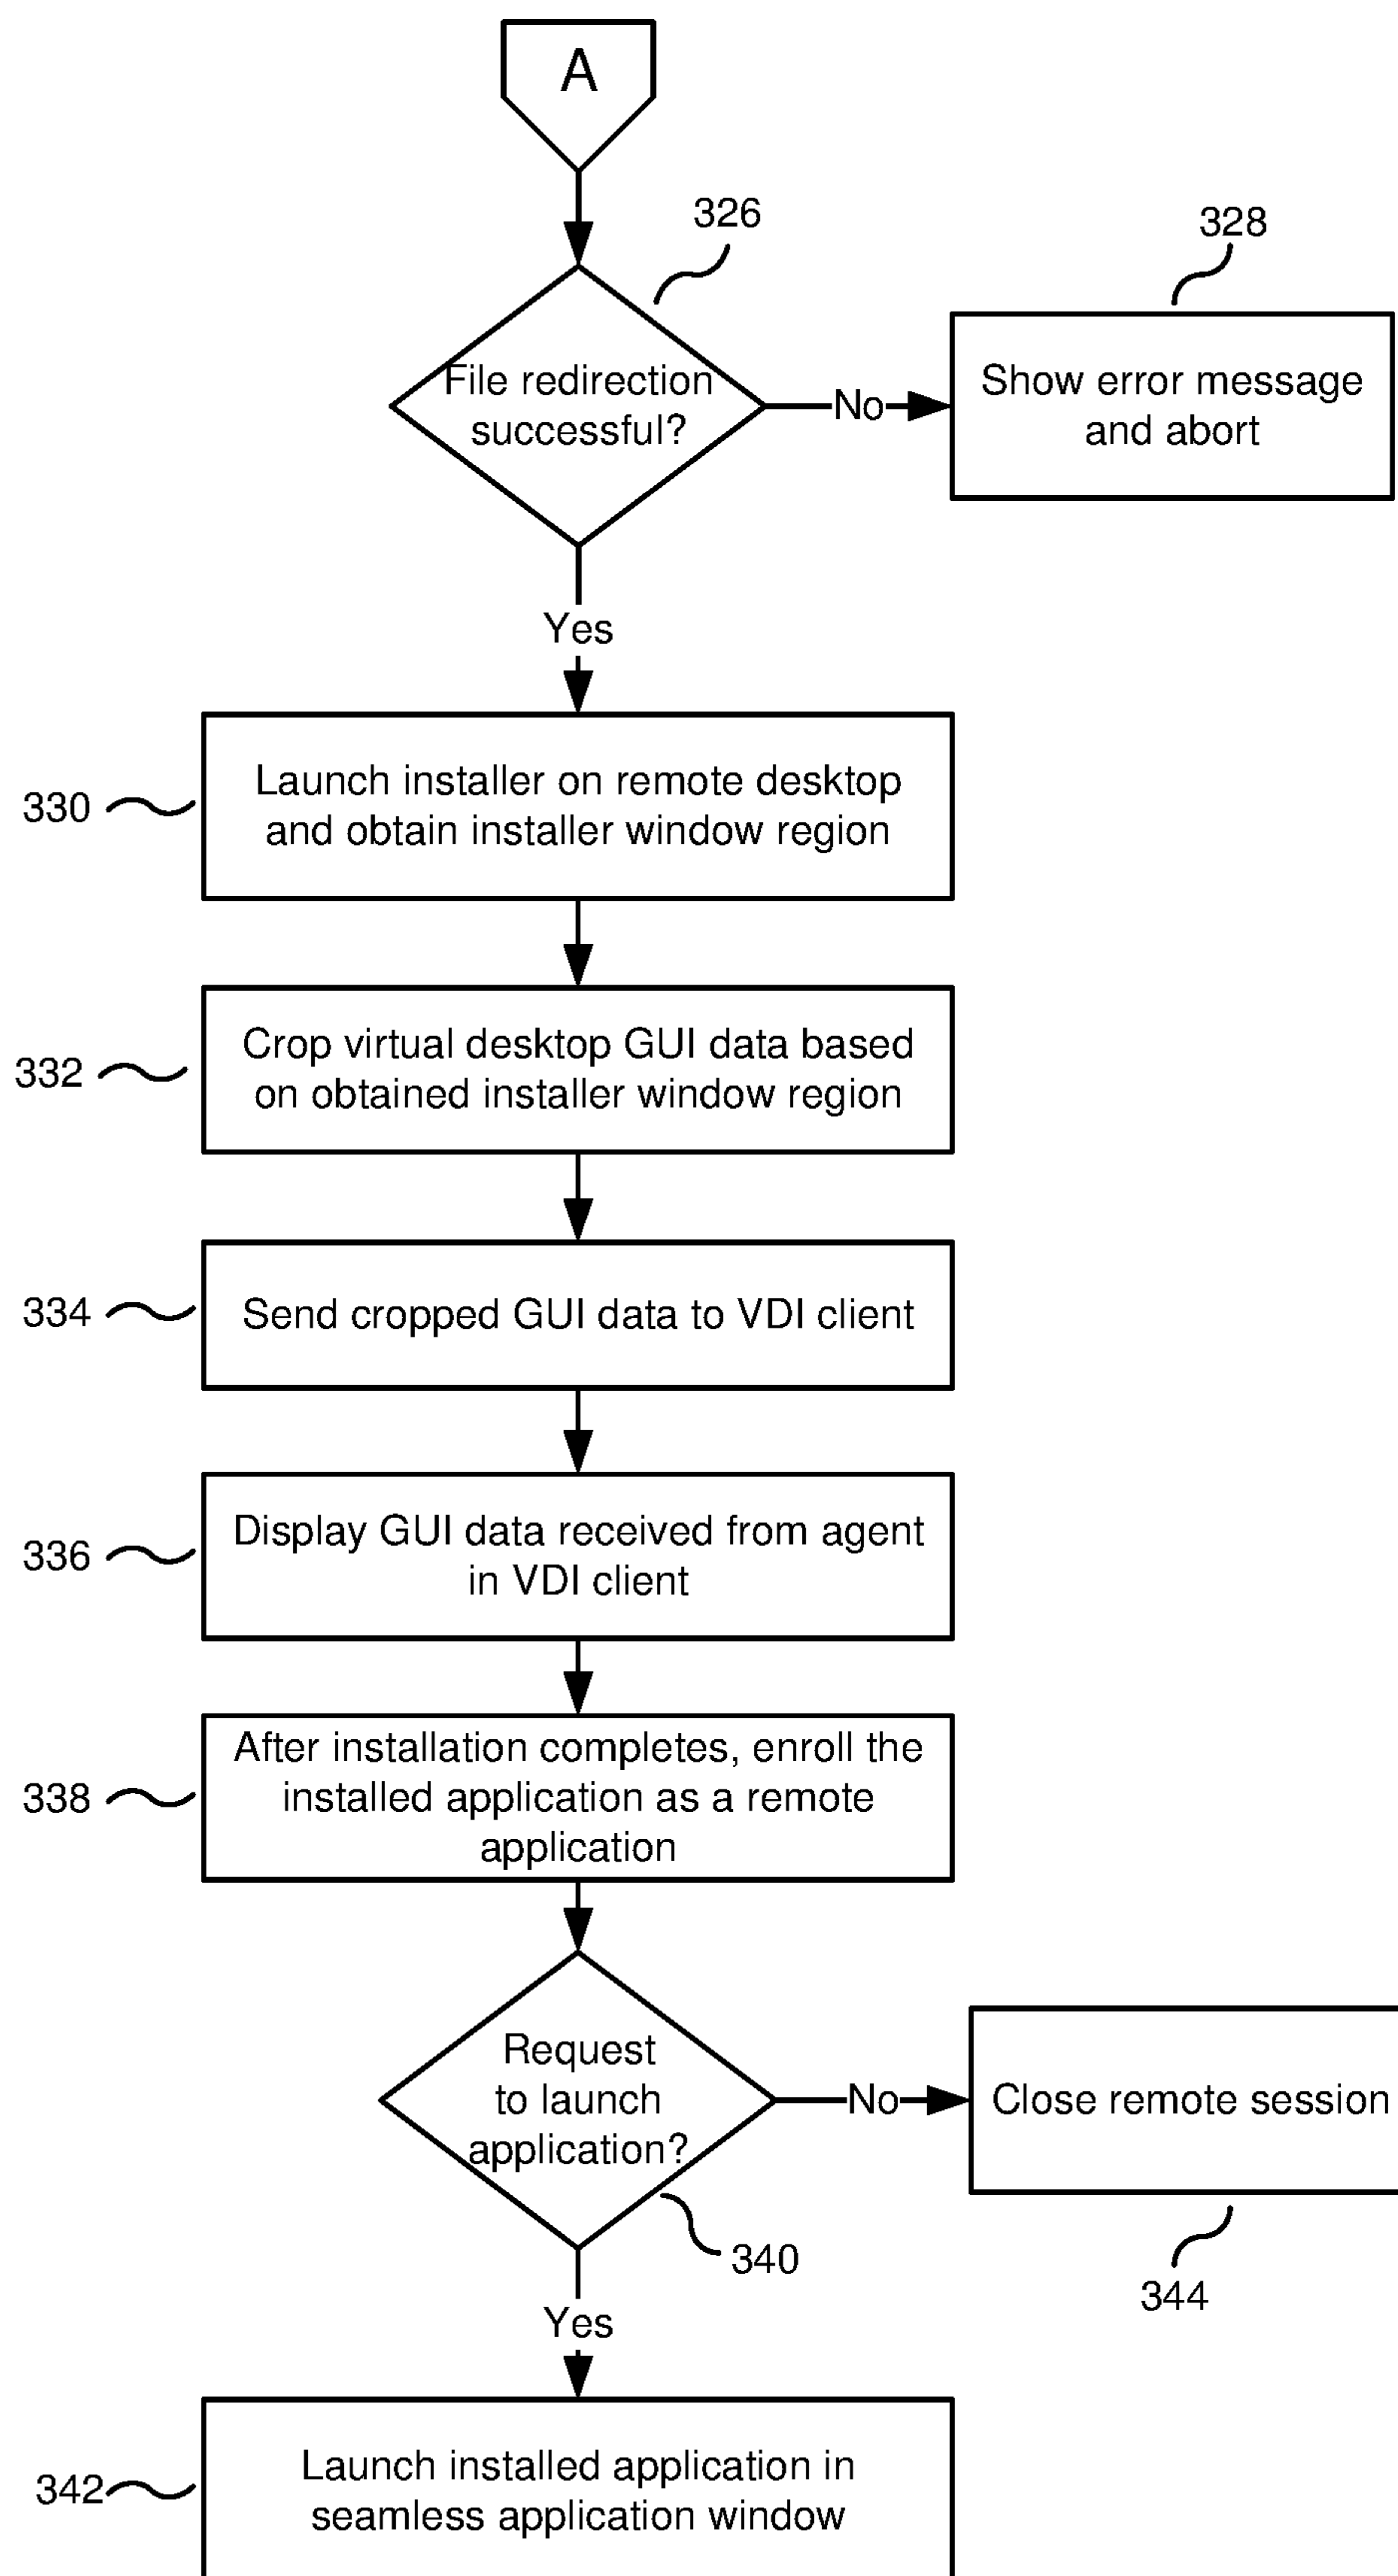 A
326
328
File redirection
successful?
No
Show error message
and abort
Yes
330
Launch installer on remote desktop
and obtain installer window region
332
Crop virtual desktop GUI data based
on obtained installer window region
334
Send cropped GUI data to VDI client
336
Display GUI data received from agent
in VDI client
338
After installation completes, enroll the
installed application as a remote
application
Request
to launch
application?
No
Close remote session
340
344
Yes
342
Launch installed application in
seamless application window